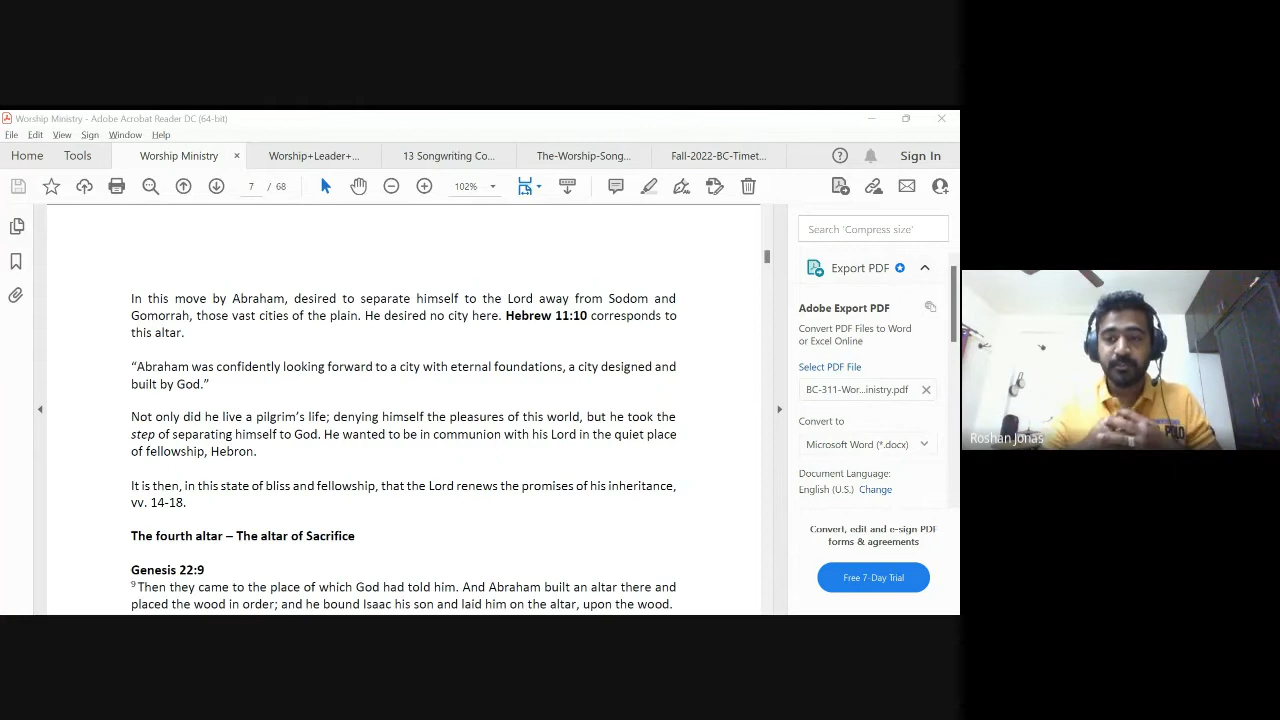 Worship Ministry - Adobe Acrobat Reader DC (64-bit)
File Edit View Sign Window Help
Home Tools Worship Ministry × Worship+Leader+... 13 Songwriting Co... The-Worship-Song... Fall-2022-BC-Timet... Sign In
7 / 68 102%
In this move by Abraham, desired to separate himself to the Lord away from Sodom and
Gomorrah, those vast cities of the plain. He desired no city here. Hebrew 11:10 corresponds to
this altar.
“Abraham was confidently looking forward to a city with eternal foundations, a city designed and
built by God.”
Not only did he live a pilgrim’s life; denying himself the pleasures of this world, but he took the
step of separating himself to God. He wanted to be in communion with his Lord in the quiet place
of fellowship, Hebron.
It is then, in this state of bliss and fellowship, that the Lord renews the promises of his inheritance,
vv. 14-18.
The fourth altar – The altar of Sacrifice
Genesis 22:9
9 Then they came to the place of which God had told him. And Abraham built an altar there and
placed the wood in order; and he bound Isaac his son and laid him on the altar, upon the wood.
Search 'Compress size'
Export PDF
Adobe Export PDF
Convert PDF Files to Word
or Excel Online
Select PDF File
BC-311-Wor...inistry.pdf
Convert to
Microsoft Word (*.docx)
Document Language:
English (U.S.) Change
Convert, edit and e-sign PDF
forms & agreements
Free 7-Day Trial
Roshan Jonas